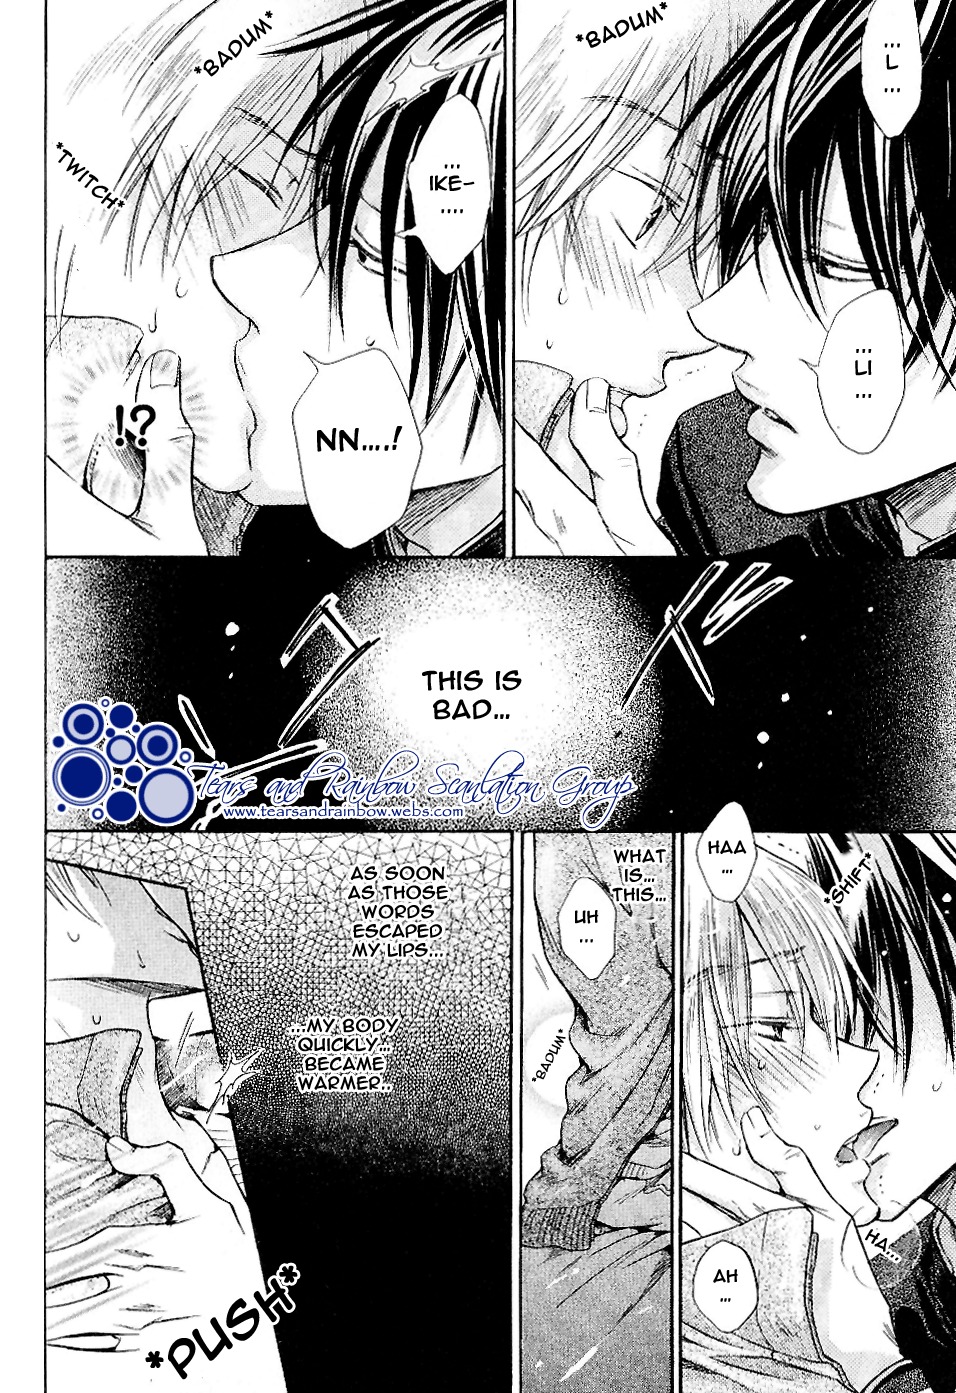 ...
L
...
*BADUM*
...
LI
...
*BADUM*
...
IKE-
....
*TWITCH*
!?
NN....!
THIS IS
BAD...
Tears and Rainbow Scanlation Group
www.tearsandrainbow.webs.com
HAA
...
*SHIFT*
HA...
AH
...
WHAT
IS...
THIS...
UH
...
*BADUM*
AS SOON
AS THOSE
WORDS
ESCAPED
MY LIPS...
...MY BODY
QUICKLY...
BECAME
WARMER..
*PUSH*